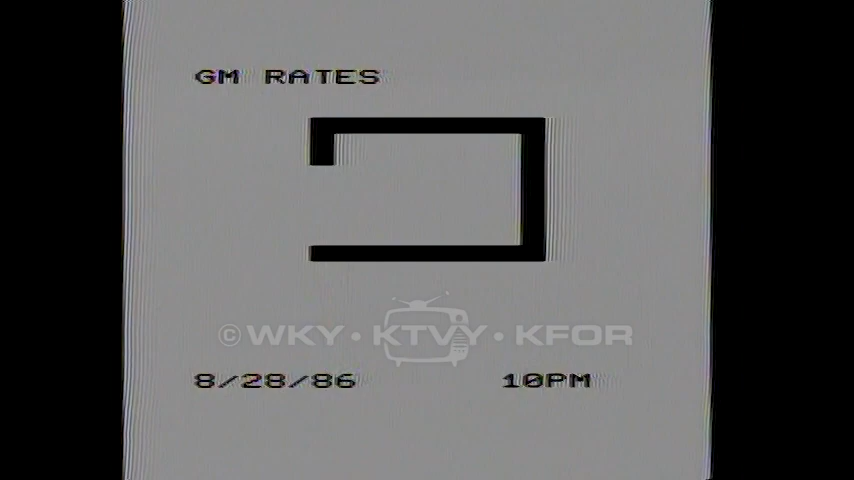 GM RATES
© WKY • KTVY • KFOR
8/28/86 10PM